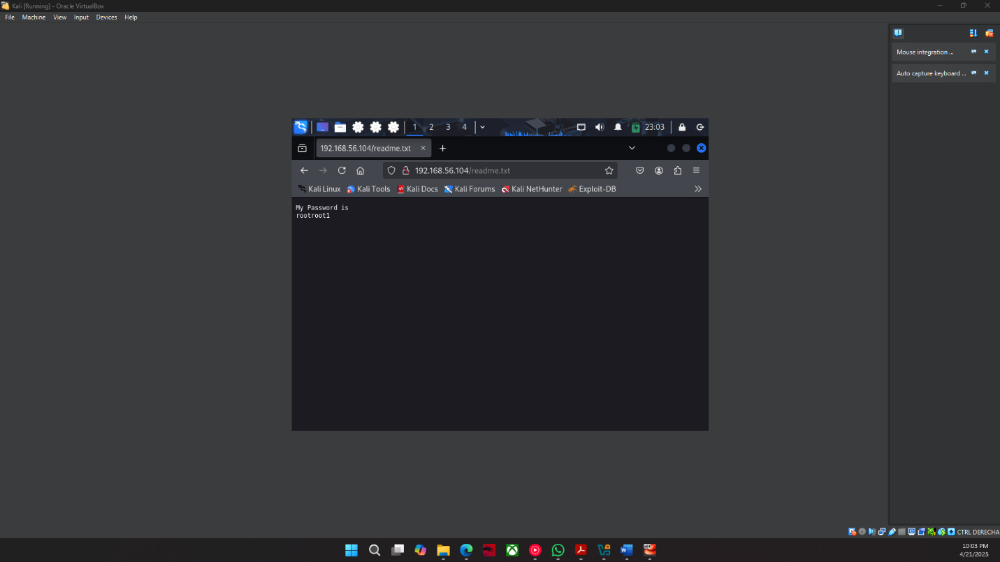 Kali [Running] - Oracle VirtualBox
File Machine View Input Devices Help
Mouse integration ...
Auto capture keyboard ...
1 2 3 4 23:03
192.168.56.104/readme.txt
192.168.56.104/readme.txt
Kali Linux Kali Tools Kali Docs Kali Forums Kali NetHunter Exploit-DB
My Password is
rootroot1
CTRL DERECHA
10:03 PM
4/21/2025